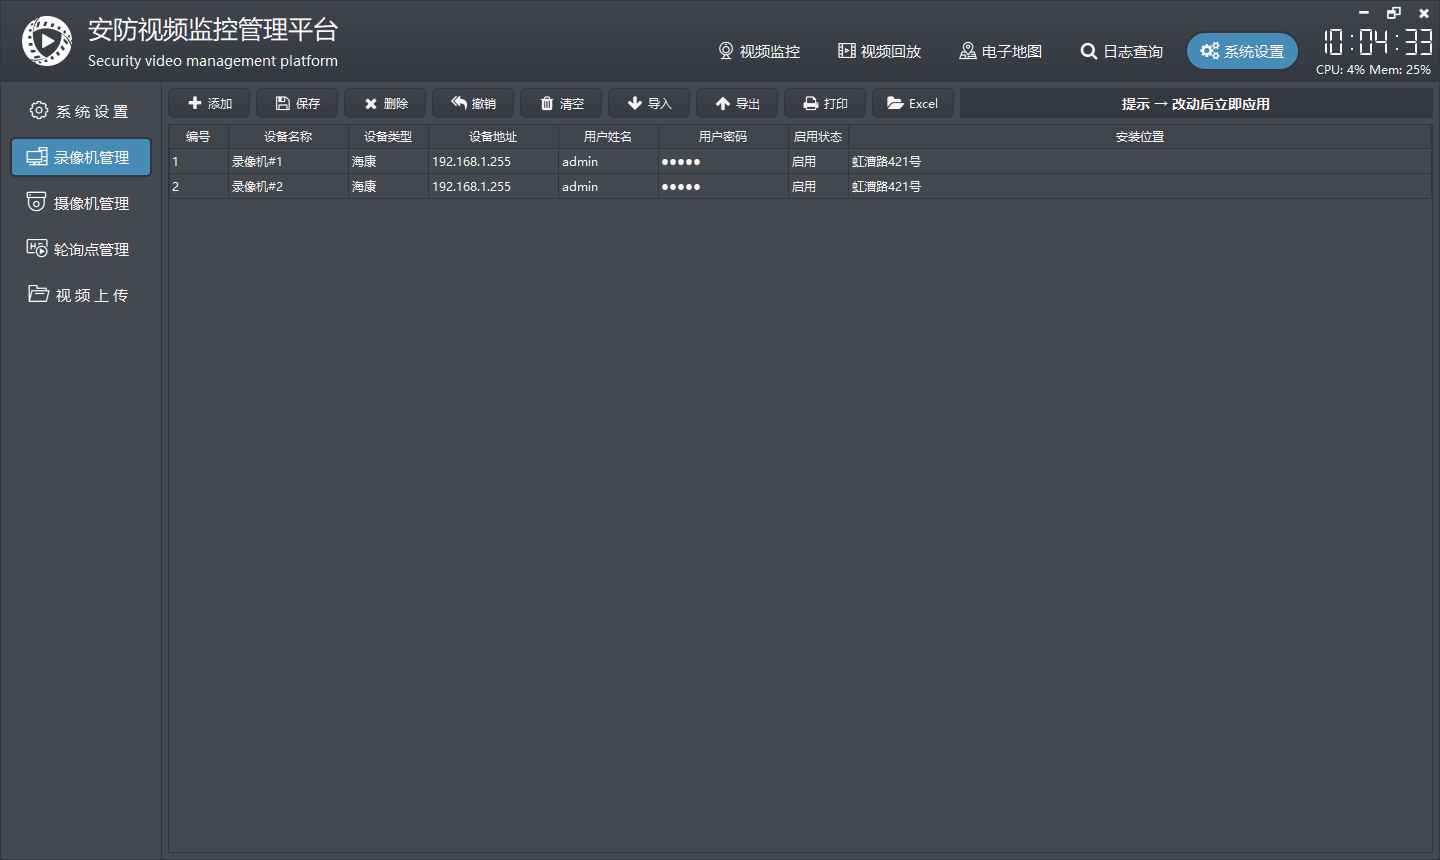 安防视频监控管理平台
Security video management platform
视频监控
视频回放
电子地图
日志查询
系统设置
10:04:33
CPU: 4% Mem: 25%
系统设置
录像机管理
摄像机管理
轮询点管理
视频上传
添加 保存 删除 撤销 清空 导入 导出 打印 Excel 提示 → 改动后立即应用
编号 设备名称 设备类型 设备地址 用户姓名 用户密码 启用状态 安装位置
1 录像机#1 海康 192.168.1.255 admin ●●●●● 启用 虹漕路421号
2 录像机#2 海康 192.168.1.255 admin ●●●●● 启用 虹漕路421号